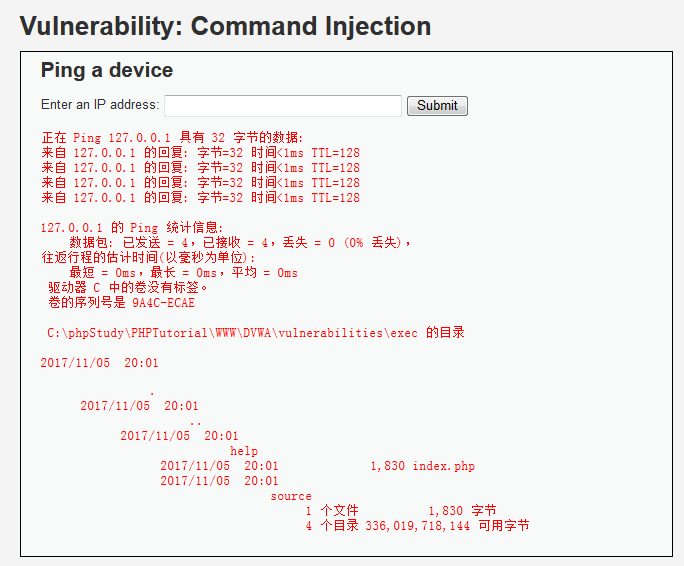 Vulnerability: Command Injection
Ping a device
Enter an IP address: Submit
正在 Ping 127.0.0.1 具有 32 字节的数据:
来自 127.0.0.1 的回复: 字节=32 时间<1ms TTL=128
来自 127.0.0.1 的回复: 字节=32 时间<1ms TTL=128
来自 127.0.0.1 的回复: 字节=32 时间<1ms TTL=128
来自 127.0.0.1 的回复: 字节=32 时间<1ms TTL=128
127.0.0.1 的 Ping 统计信息:
数据包: 已发送 = 4，已接收 = 4，丢失 = 0 (0% 丢失)，
往返行程的估计时间(以毫秒为单位):
最短 = 0ms，最长 = 0ms，平均 = 0ms
驱动器 C 中的卷没有标签。
卷的序列号是 9A4C-ECAE
C:\phpStudy\PHPTutorial\WWW\DVWA\vulnerabilities\exec 的目录
2017/11/05 20:01
.
2017/11/05 20:01
..
2017/11/05 20:01
help
2017/11/05 20:01 1,830 index.php
2017/11/05 20:01
source
1 个文件 1,830 字节
4 个目录 336,019,718,144 可用字节